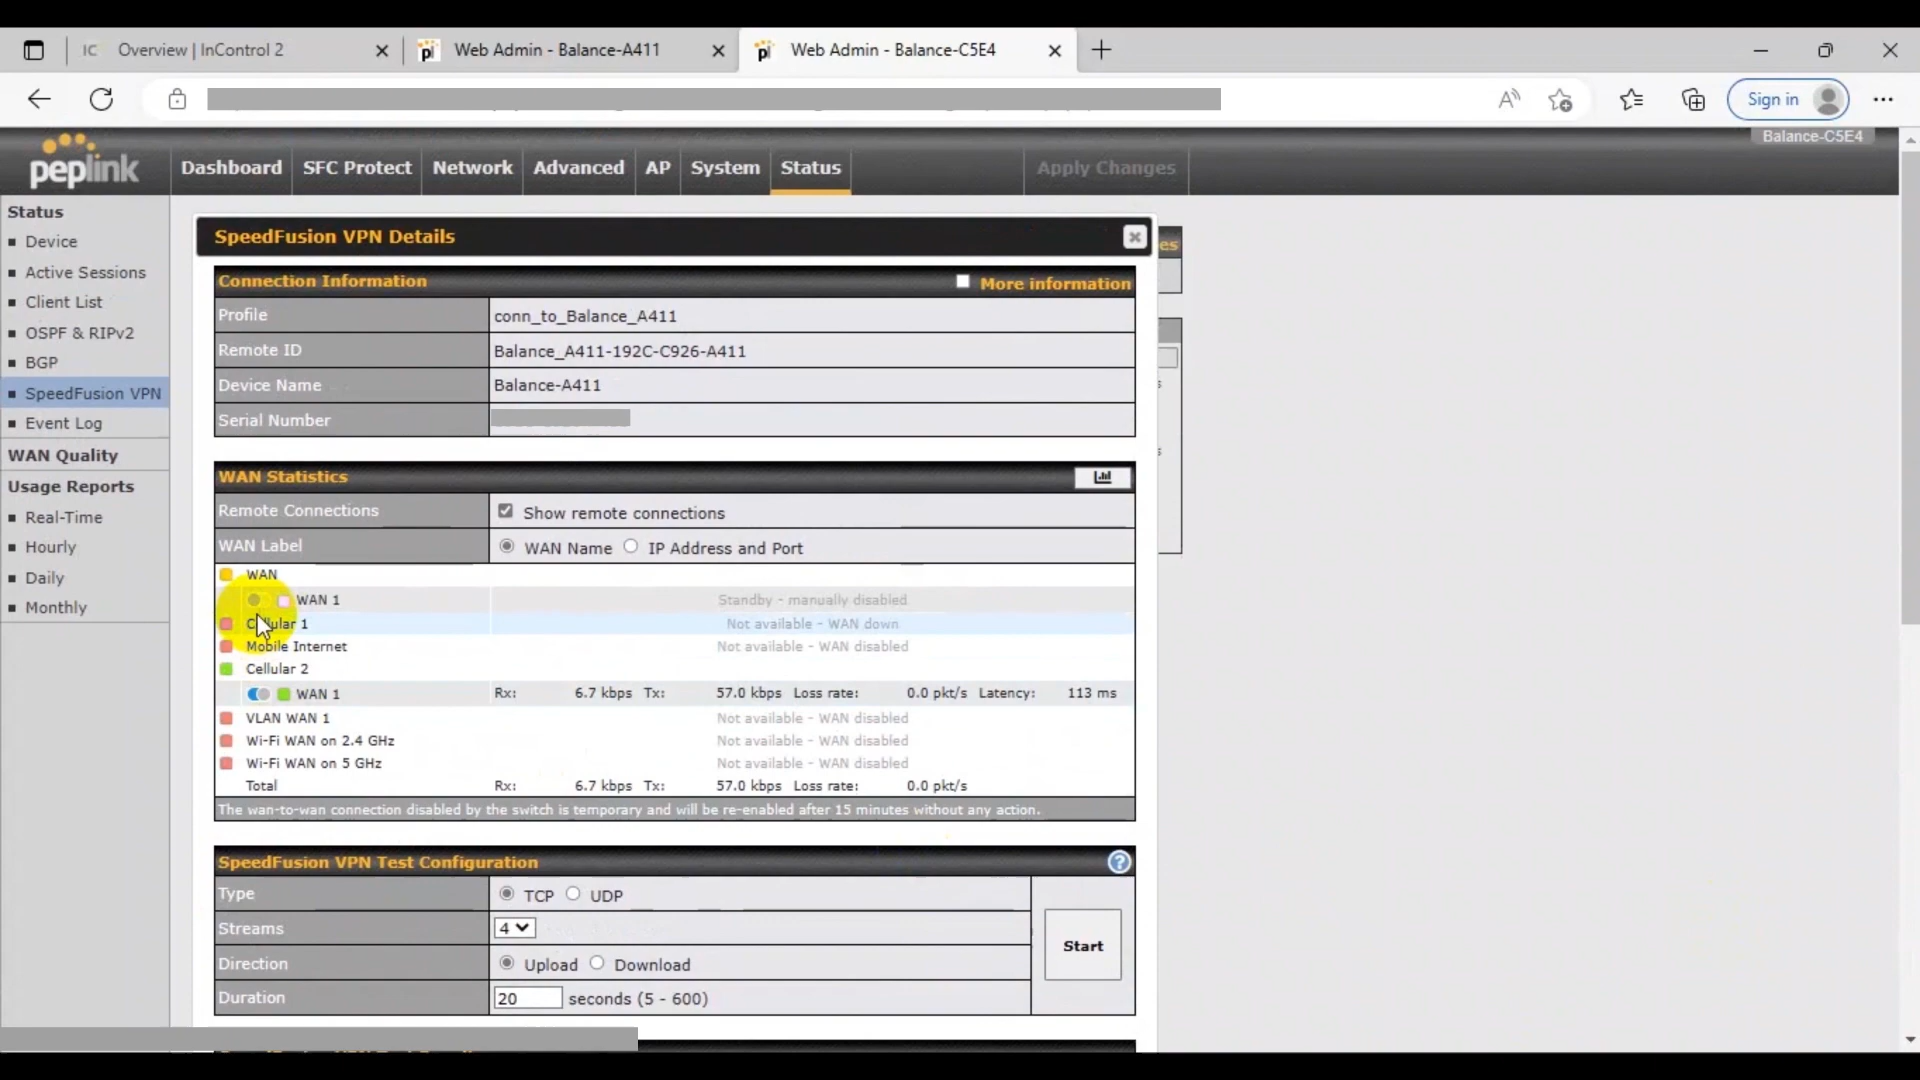 IC Overview | InControl 2
Web Admin - Balance-A411
Web Admin - Balance-C5E4
Sign in
Balance-C5E4
peplink
Dashboard
SFC Protect
Network
Advanced
AP
System
Status
Apply Changes
Status
Device
Active Sessions
Client List
OSPF & RIPv2
BGP
SpeedFusion VPN
Event Log
WAN Quality
Usage Reports
Real-Time
Hourly
Daily
Monthly
SpeedFusion VPN Details
Connection Information More information
Profile conn_to_Balance_A411
Remote ID Balance_A411-192C-C926-A411
Device Name Balance-A411
Serial Number
WAN Statistics
Remote Connections Show remote connections
WAN Label WAN Name IP Address and Port
WAN
WAN 1 Standby - manually disabled
Cellular 1 Not available - WAN down
Mobile Internet Not available - WAN disabled
Cellular 2
WAN 1 Rx: 6.7 kbps Tx: 57.0 kbps Loss rate: 0.0 pkt/s Latency: 113 ms
VLAN WAN 1 Not available - WAN disabled
Wi-Fi WAN on 2.4 GHz Not available - WAN disabled
Wi-Fi WAN on 5 GHz Not available - WAN disabled
Total Rx: 6.7 kbps Tx: 57.0 kbps Loss rate: 0.0 pkt/s
The wan-to-wan connection disabled by the switch is temporary and will be re-enabled after 15 minutes without any action.
SpeedFusion VPN Test Configuration
Type TCP UDP
Streams 4
Direction Upload Download
Duration 20 seconds (5 - 600)
Start